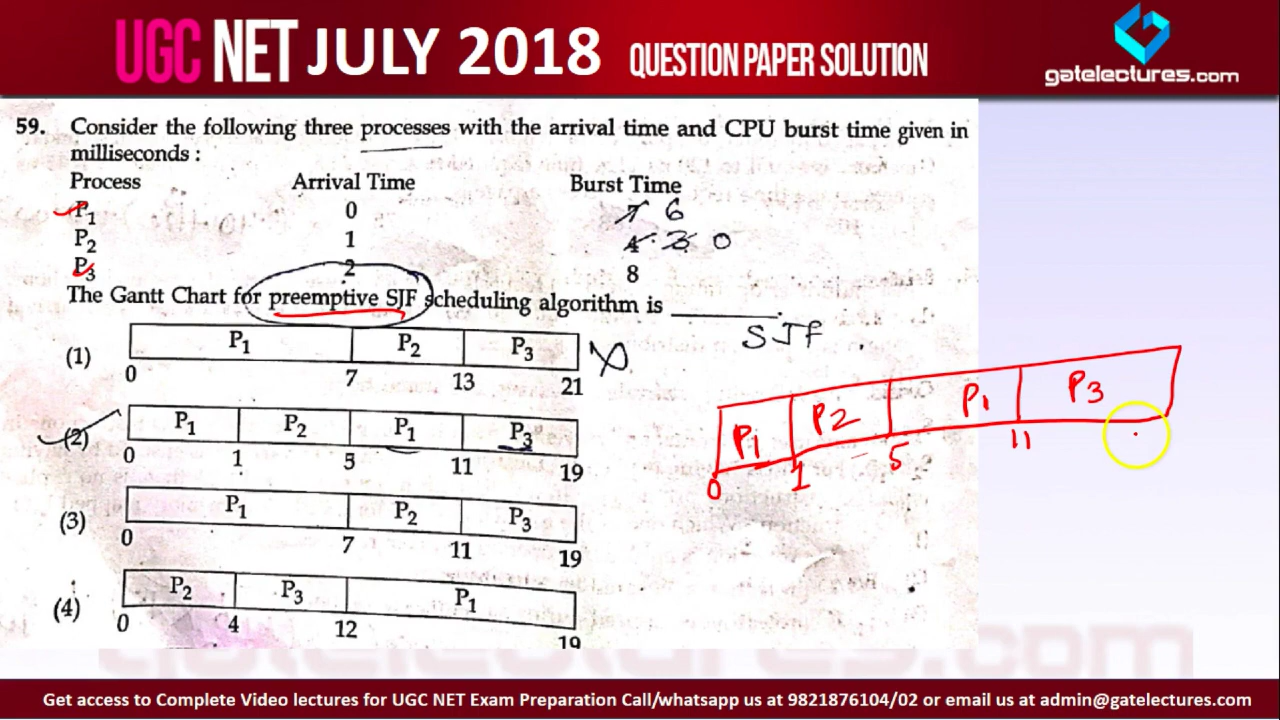 UGC NET JULY 2018 QUESTION PAPER SOLUTION
gatelectures.com
59. Consider the following three processes with the arrival time and CPU burst time given in
milliseconds :
Process Arrival Time Burst Time
P1 0 7 6
P2 1 4 3 0
P3 2 8
The Gantt Chart for preemptive SJF scheduling algorithm is ________.
SJF
(1) P1 P2 P3
0 7 13 21
(2) P1 P2 P1 P3
0 1 5 11 19
(3) P1 P2 P3
0 7 11 19
(4) P2 P3 P1
0 4 12 19
P1 P2 P1 P3
0 1 5 11
Get access to Complete Video lectures for UGC NET Exam Preparation Call/whatsapp us at 9821876104/02 or email us at admin@gatelectures.com